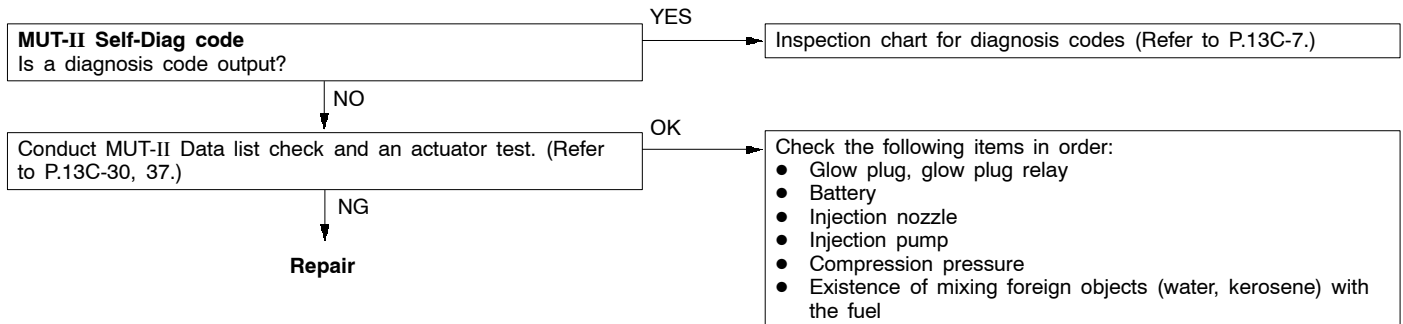 YES
MUT-II Self-Diag code
Is a diagnosis code output?
Inspection chart for diagnosis codes (Refer to P.13C-7.)
NO
OK
Conduct MUT-II Data list check and an actuator test. (Refer
to P.13C-30, 37.)
Check the following items in order:
● Glow plug, glow plug relay
● Battery
● Injection nozzle
● Injection pump
● Compression pressure
● Existence of mixing foreign objects (water, kerosene) with
the fuel
NG
Repair